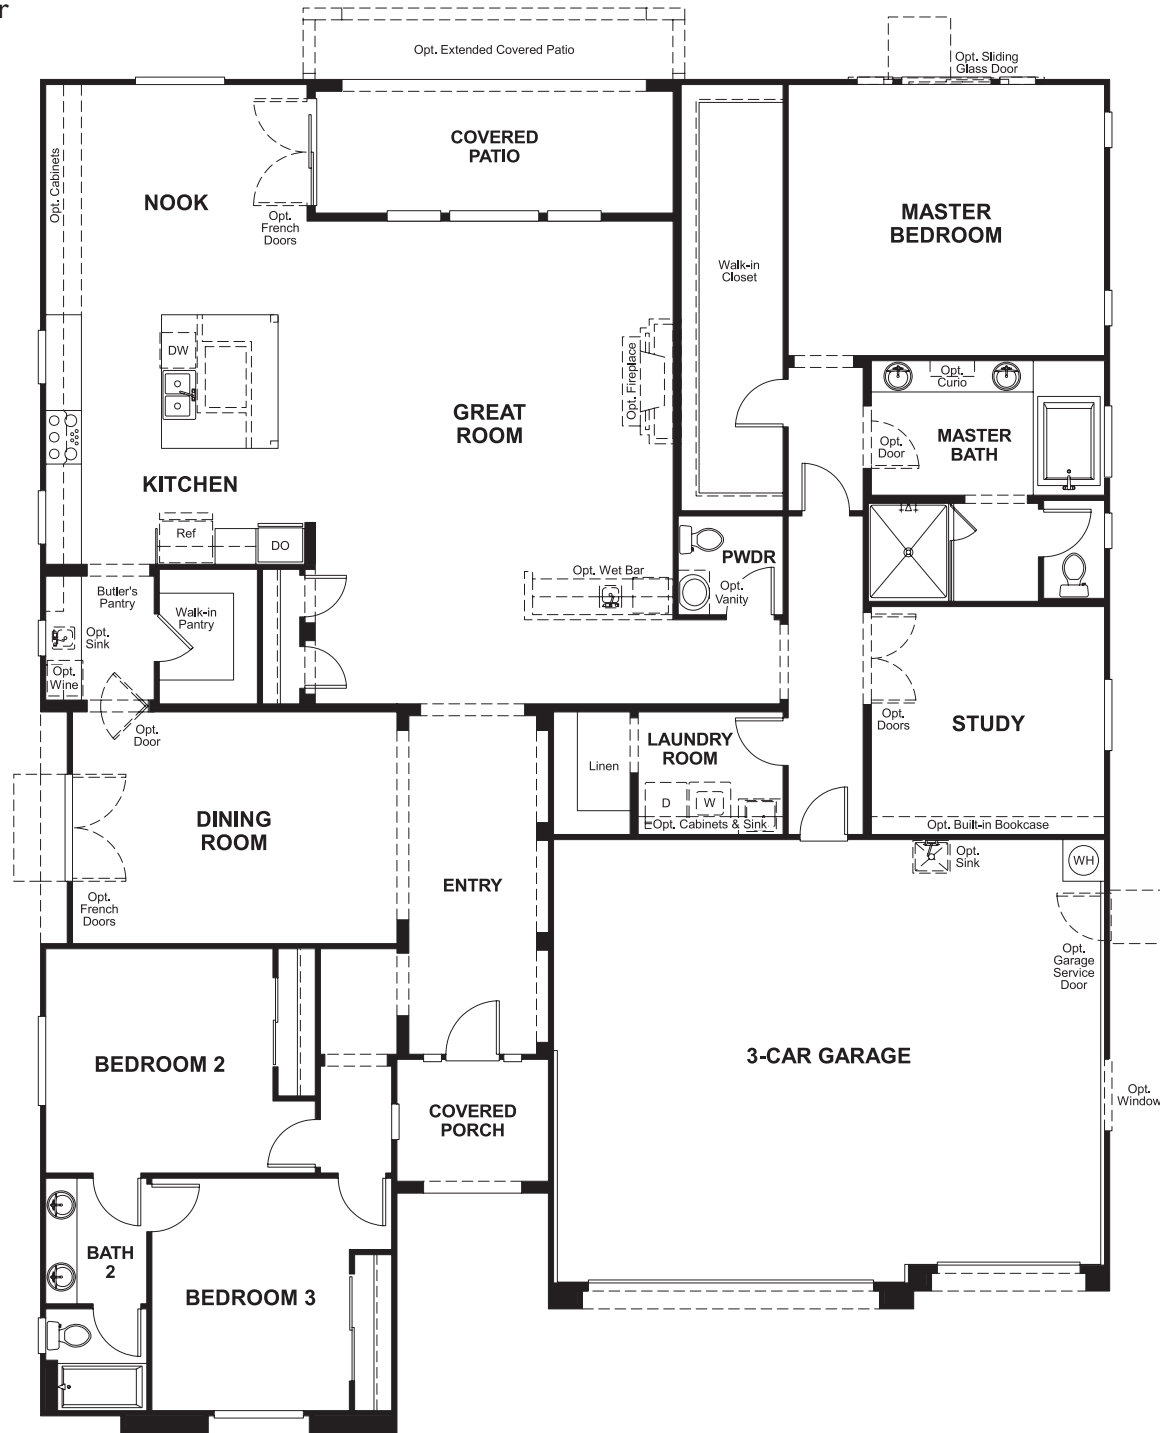 r
Opt. Extended Covered Patio
Opt. Sliding
Glass Door
COVERED
PATIO
Opt. Cabinets
NOOK
Opt.
French
Doors
MASTER
BEDROOM
Walk-in
Closet
DW
Opt. Fireplace
Opt.
Curio
GREAT
ROOM
Opt.
Door
MASTER
BATH
KITCHEN
Ref
DO
PWDR
Opt.
Vanity
Opt. Wet Bar
Butler's
Pantry
Walk-in
Pantry
Opt.
Sink
Opt.
Wine
Opt.
Door
Opt.
Doors
STUDY
LAUNDRY
ROOM
Linen
D
W
Opt. Cabinets & Sink
Opt. Built-in Bookcase
DINING
ROOM
Opt.
French
Doors
ENTRY
Opt.
Sink
WH
Opt.
Garage
Service
Door
BEDROOM 2
3-CAR GARAGE
Opt.
Window
COVERED
PORCH
BATH
2
BEDROOM 3